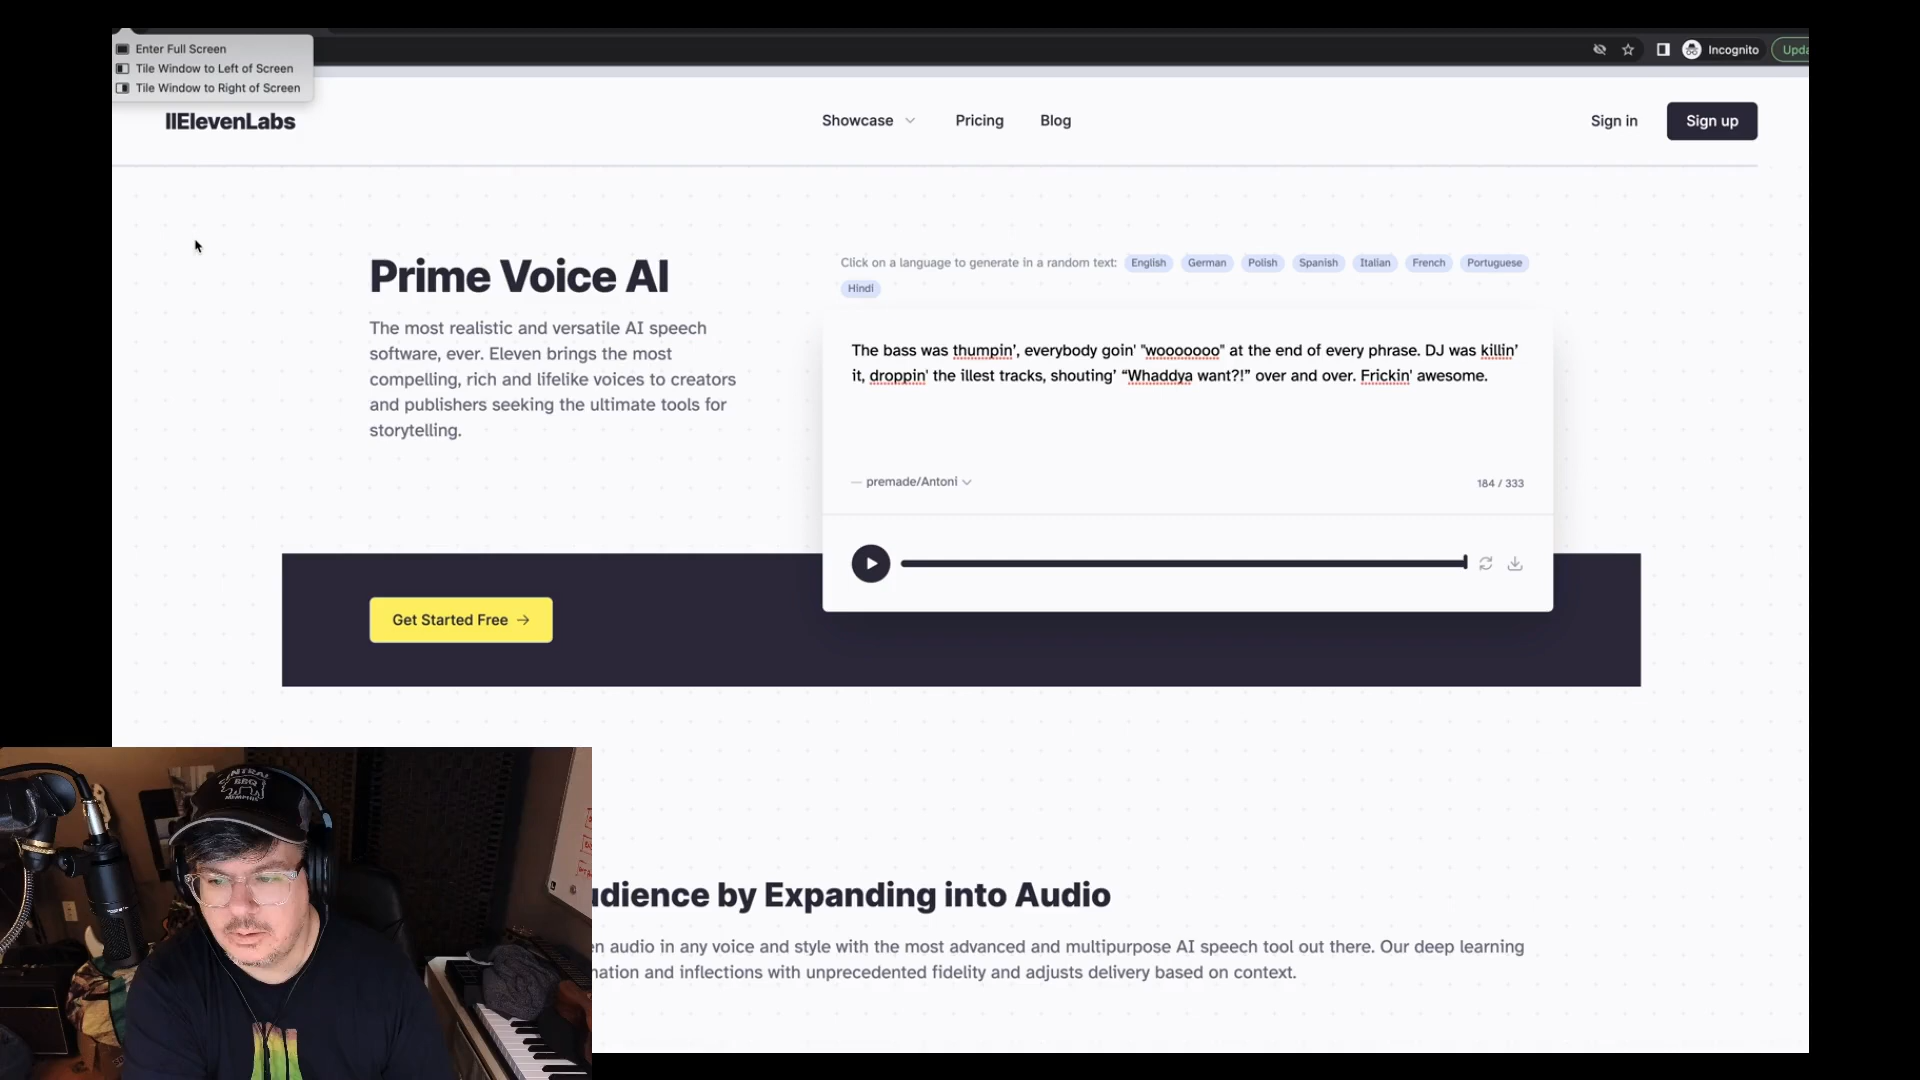 Enter Full Screen
Tile Window to Left of Screen
Tile Window to Right of Screen
Incognito
Upda
IIElevenLabs
Showcase
Pricing
Blog
Sign in
Sign up
Prime Voice AI
The most realistic and versatile AI speech
software, ever. Eleven brings the most
compelling, rich and lifelike voices to creators
and publishers seeking the ultimate tools for
storytelling.
Click on a language to generate in a random text: English German Polish Spanish Italian French Portuguese
Hindi
The bass was thumpin’, everybody goin' "wooooooo" at the end of every phrase. DJ was killin’
it, droppin' the illest tracks, shouting’ “Whaddya want?!” over and over. Frickin' awesome.
premade/Antoni
184 / 333
Get Started Free →
CENTRAL
BBQ
MEMPHIS
udience by Expanding into Audio
en audio in any voice and style with the most advanced and multipurpose AI speech tool out there. Our deep learning
nation and inflections with unprecedented fidelity and adjusts delivery based on context.